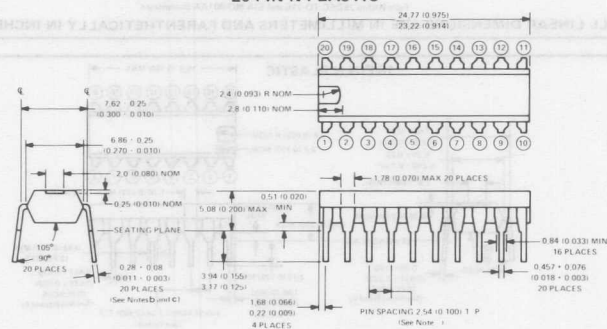 24,77 (0.975)
23,22 (0.914)
20 19 18 17 16 15 14 13 12 11
2,4 (0.093) R NOM
2,8 (0.110) NOM
1 2 3 4 5 6 7 8 9 10
℄ ℄
7,62 · 0,25
(0.300 · 0.010)
6,86 · 0,25
(0.270 · 0.010)
2,0 (0.080) NOM
0,25 (0.010) NOM
SEATING PLANE
105°
90°
20 PLACES
0,28 · 0,08
(0.011 · 0.003)
20 PLACES
(See Notes b and c)
0,51 (0.020)
MIN
5,08 (0.200) MAX
1,78 (0.070) MAX 20 PLACES
3,94 (0.155)
3,17 (0.125)
1,68 (0.066)
0,22 (0.009)
4 PLACES
PIN SPACING 2,54 (0.100) T.P
(See Note
0,84 (0.033) MIN
16 PLACES
0,457 ± 0,076
(0.018 · 0.003)
20 PLACES